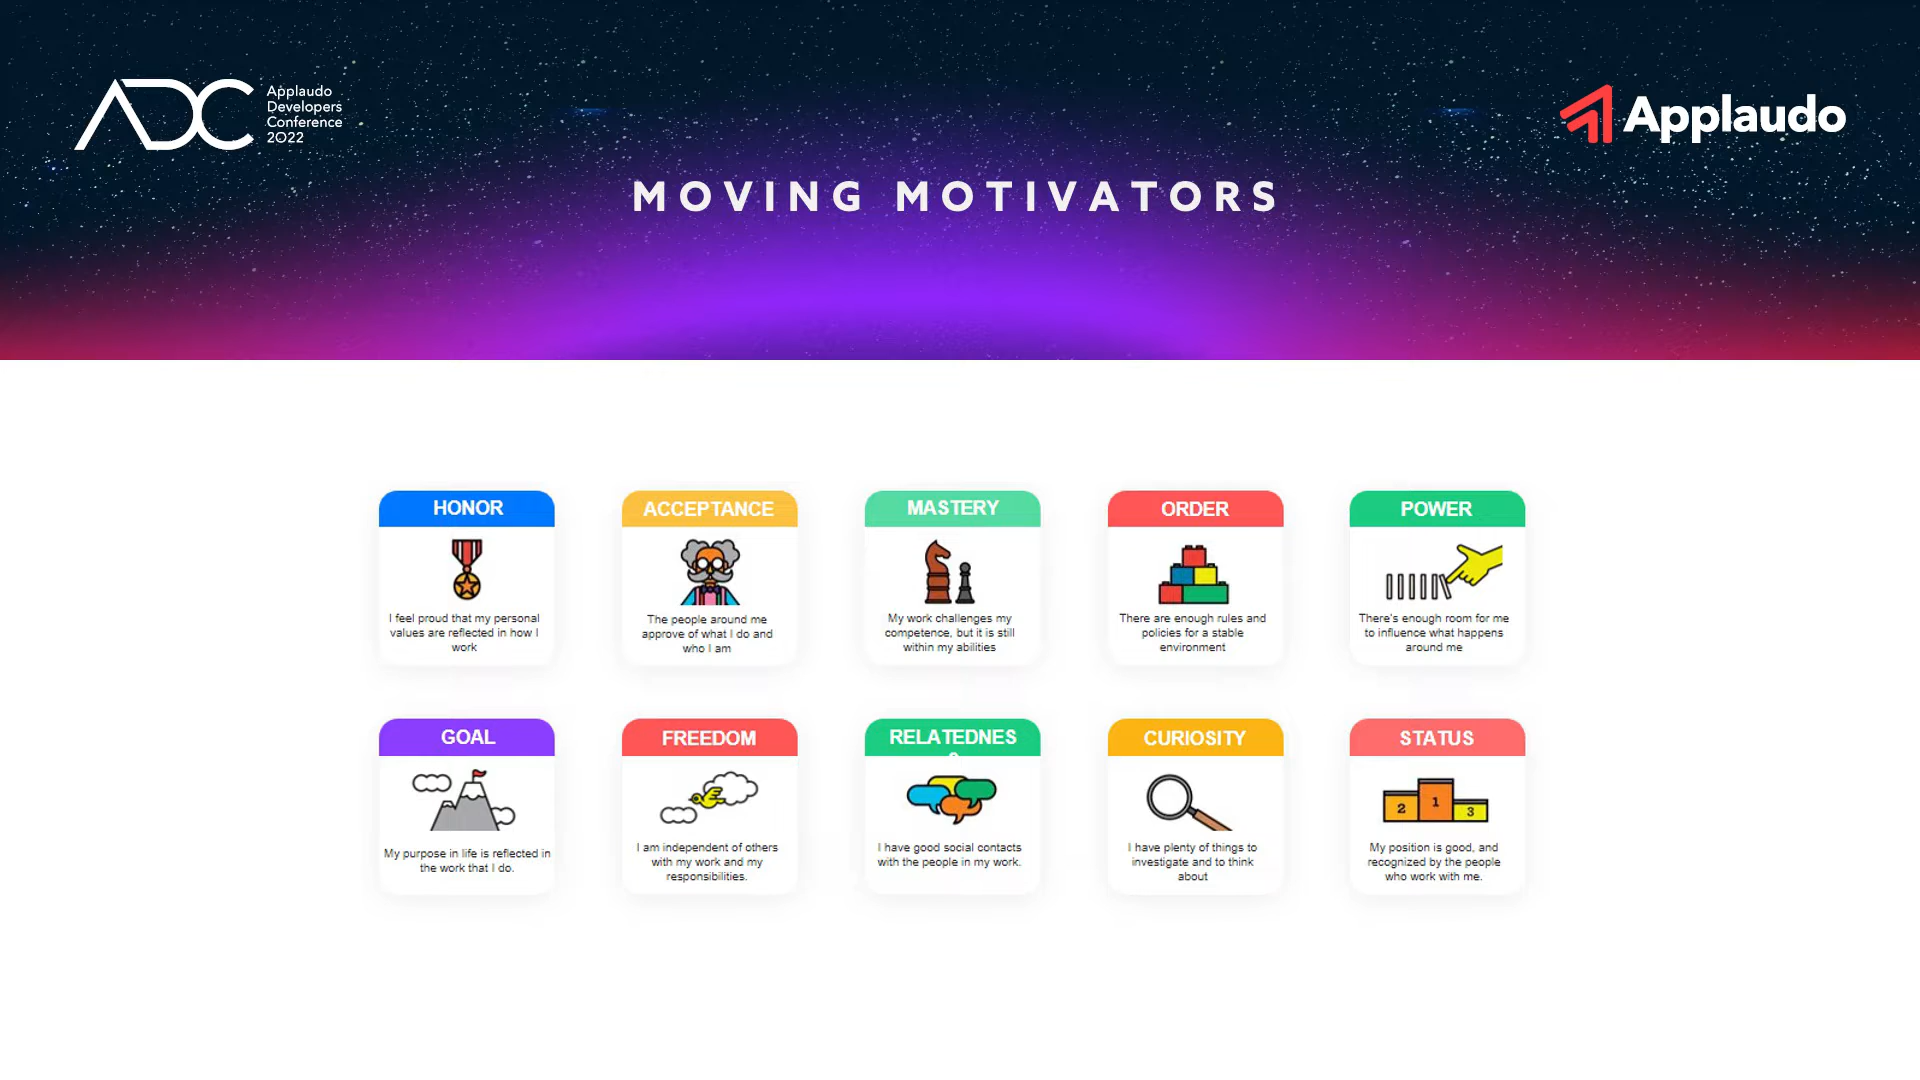 Applaudo
Developers
Conference
2022
Applaudo
MOVING MOTIVATORS
HONOR
I feel proud that my personal
values are reflected in how I
work
ACCEPTANCE
The people around me
approve of what I do and
who I am
MASTERY
My work challenges my
competence, but it is still
within my abilities
ORDER
There are enough rules and
policies for a stable
environment
POWER
There's enough room for me
to influence what happens
around me
GOAL
My purpose in life is reflected in
the work that I do.
FREEDOM
I am independent of others
with my work and my
responsibilities.
RELATEDNES
S
I have good social contacts
with the people in my work.
CURIOSITY
I have plenty of things to
investigate and to think
about
STATUS
2
1
3
My position is good, and
recognized by the people
who work with me.
ADC